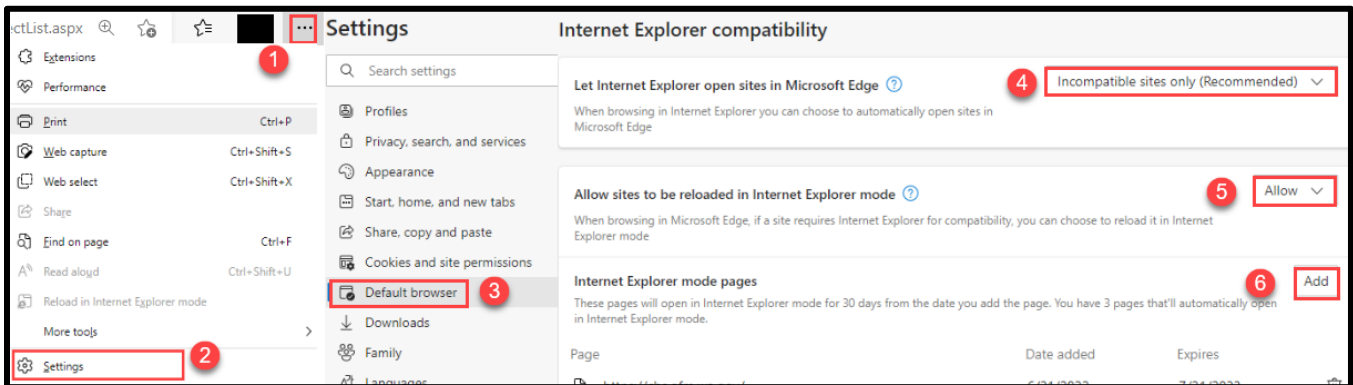 ectList.aspx
1
Extensions
Performance
Print Ctrl+P
Web capture Ctrl+Shift+S
Web select Ctrl+Shift+X
Share
Find on page Ctrl+F
Read aloud Ctrl+Shift+U
Reload in Internet Explorer mode
More tools
Settings 2
Settings
Search settings
Profiles
Privacy, search, and services
Appearance
Start, home, and new tabs
Share, copy and paste
Cookies and site permissions
Default browser 3
Downloads
Family
Languages
Internet Explorer compatibility
Let Internet Explorer open sites in Microsoft Edge ? 4 Incompatible sites only (Recommended)
When browsing in Internet Explorer you can choose to automatically open sites in
Microsoft Edge
Allow sites to be reloaded in Internet Explorer mode ? 5 Allow
When browsing in Microsoft Edge, if a site requires Internet Explorer for compatibility, you can choose to reload it in Internet
Explorer mode
Internet Explorer mode pages 6 Add
These pages will open in Internet Explorer mode for 30 days from the date you add the page. You have 3 pages that'll automatically open
in Internet Explorer mode.
Page Date added Expires